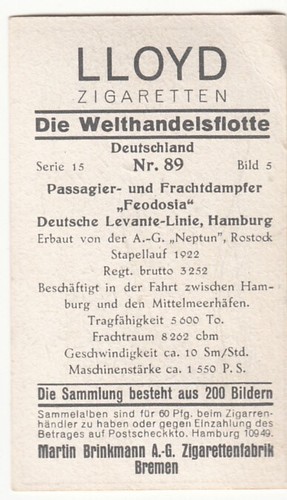 LLOYD
ZIGARETTEN
Die Welthandelsflotte
Deutschland
Serie 15 Nr. 89 Bild 5
Passagier- und Frachtdampfer
„Feodosia"
Deutsche Levante-Linie, Hamburg
Erbaut von der A.-G. „Neptun", Rostock
Stapellauf 1922
Regt. brutto 3252
Beschäftigt in der Fahrt zwischen Ham-
burg und den Mittelmeerhäfen.
Tragfähigkeit 5600 To.
Frachtraum 8262 cbm
Geschwindigkeit ca. 10 Sm/Std.
Maschinenstärke ca. 1550 P. S.
Die Sammlung besteht aus 200 Bildern
Sammelalben sind für 60 Pfg. beim Zigarren-
händler zu haben oder gegen Einzahlung des
Betrages auf Postscheckkto. Hamburg 10949.
Martin Brinkmann A.-G. Zigarettenfabrik
Bremen